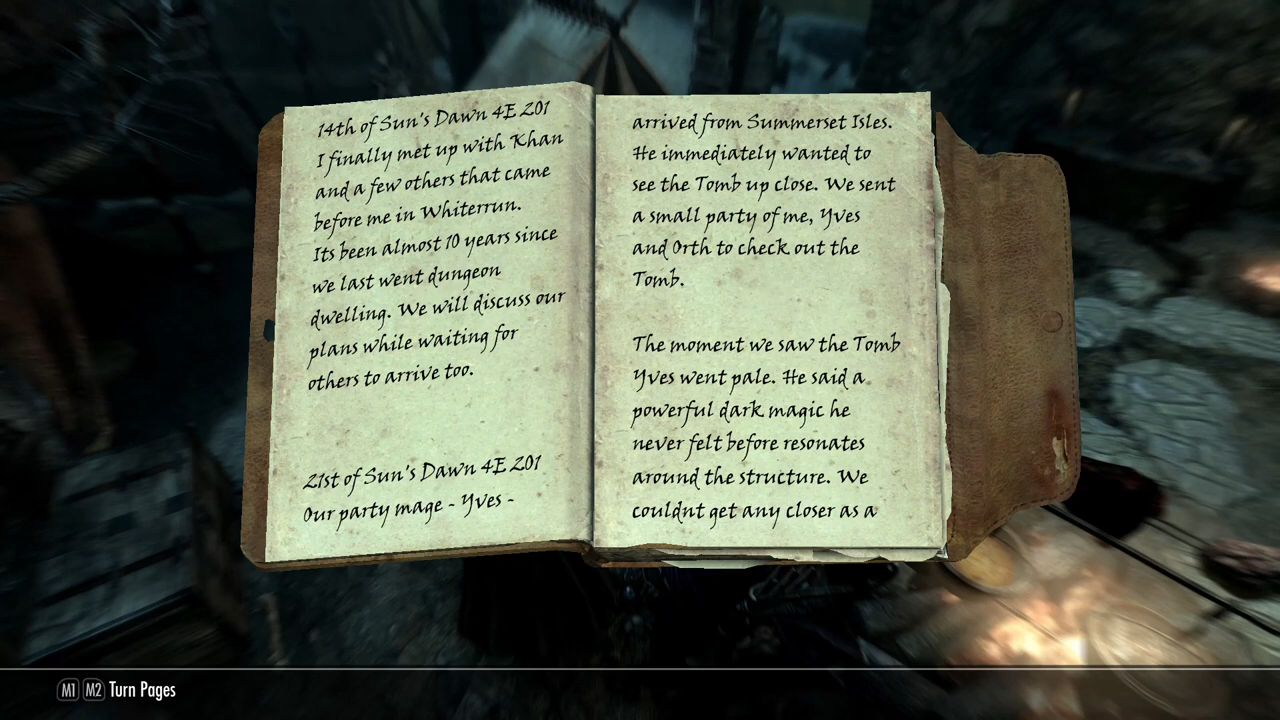 14th of Sun's Dawn 4E 201
I finally met up with Khan
and a few others that came
before me in Whiterrun.
Its been almost 10 years since
we last went dungeon
dwelling. We will discuss our
plans while waiting for
others to arrive too.
21st of Sun's Dawn 4E 201
Our party mage - Yves -
arrived from Summerset Isles.
He immediately wanted to
see the Tomb up close. We sent
a small party of me, Yves
and Orth to check out the
Tomb.
The moment we saw the Tomb
Yves went pale. He said a
powerful dark magic he
never felt before resonates
around the structure. We
couldnt get any closer as a
M1 M2 Turn Pages